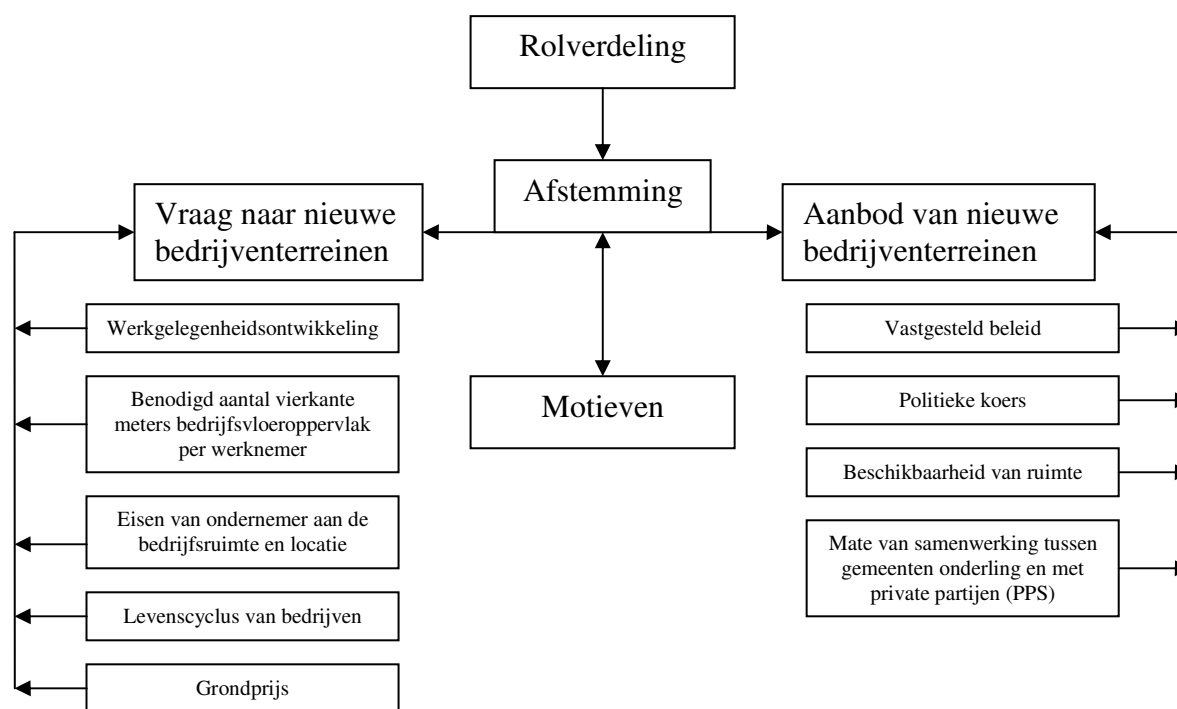 Rolverdeling
Afstemming
Vraag naar nieuwe
bedrijventerreinen
Aanbod van nieuwe
bedrijventerreinen
Motieven
Werkgelegenheidsontwikkeling
Benodigd aantal vierkante
meters bedrijfsvloeroppervlak
per werknemer
Eisen van ondernemer aan de
bedrijfsruimte en locatie
Levenscyclus van bedrijven
Grondprijs
Vastgesteld beleid
Politieke koers
Beschikbaarheid van ruimte
Mate van samenwerking tussen
gemeenten onderling en met
private partijen (PPS)